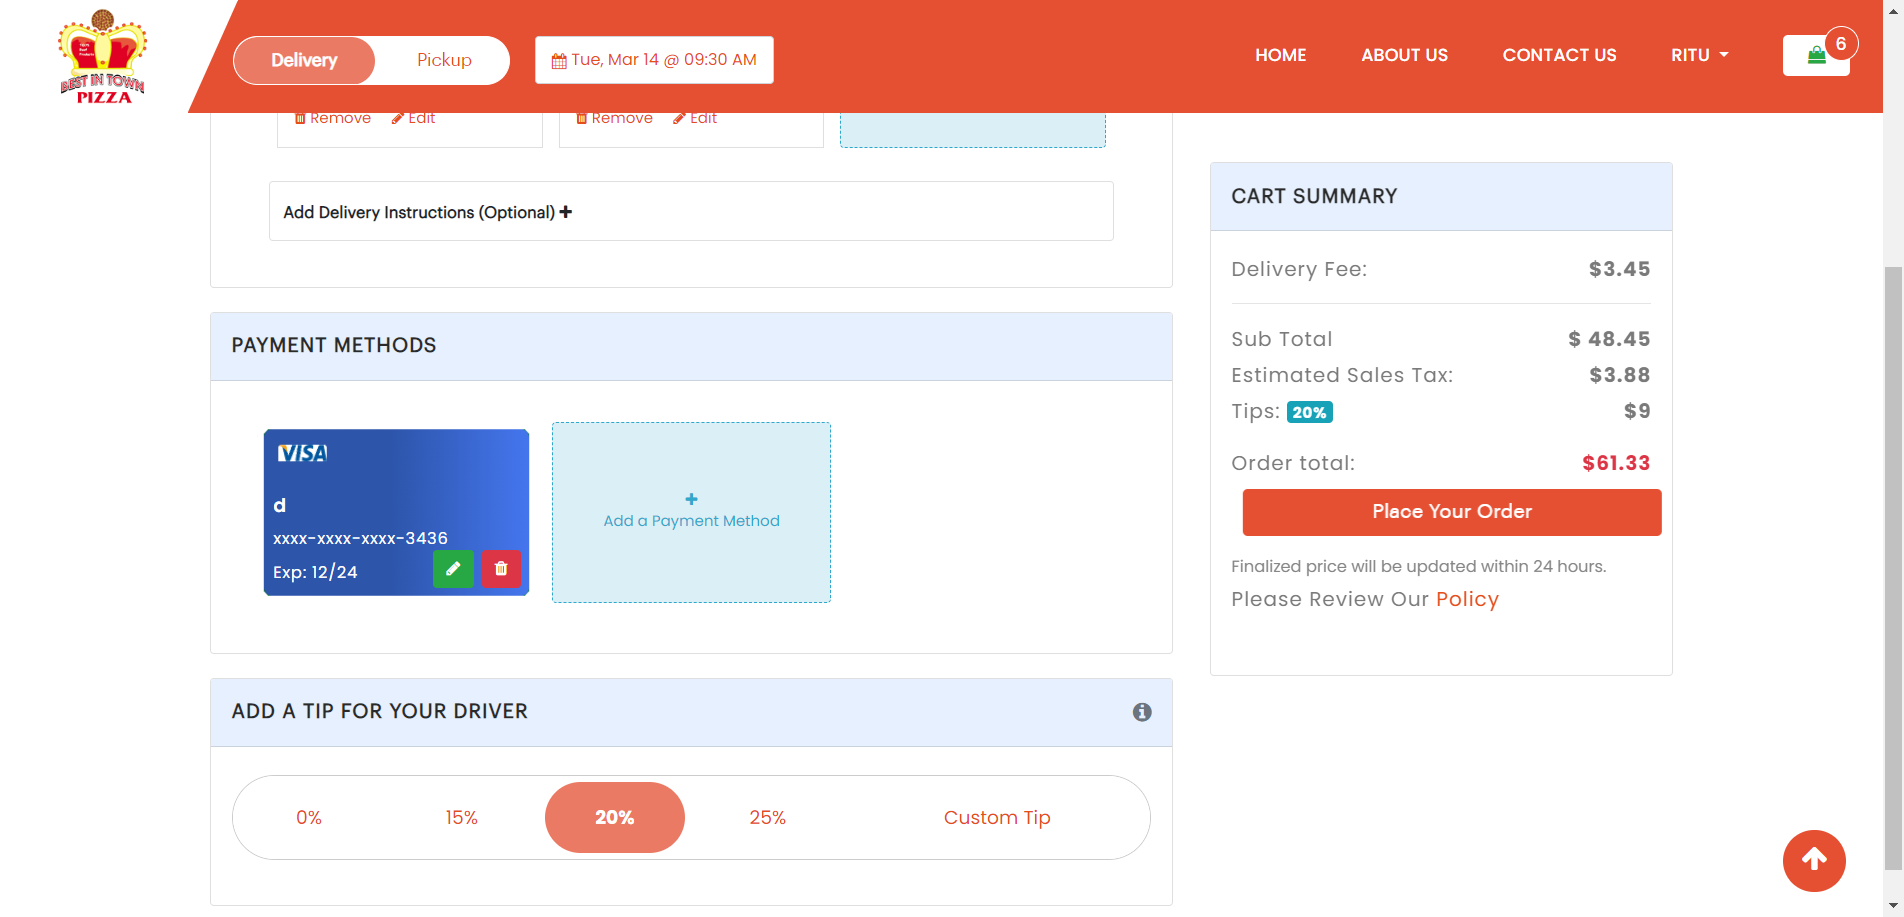 BEST IN TOWN
PIZZA
Delivery
Pickup
Tue, Mar 14 @ 09:30 AM
HOME
ABOUT US
CONTACT US
RITU
6
Remove Edit
Remove Edit
Add Delivery Instructions (Optional)
PAYMENT METHODS
VISA
d
xxxx-xxxx-xxxx-3436
Exp: 12/24
Add a Payment Method
ADD A TIP FOR YOUR DRIVER
0%
15%
20%
25%
Custom Tip
CART SUMMARY
Delivery Fee: $3.45
Sub Total $ 48.45
Estimated Sales Tax: $3.88
Tips: 20% $9
Order total: $61.33
Place Your Order
Finalized price will be updated within 24 hours.
Please Review Our Policy